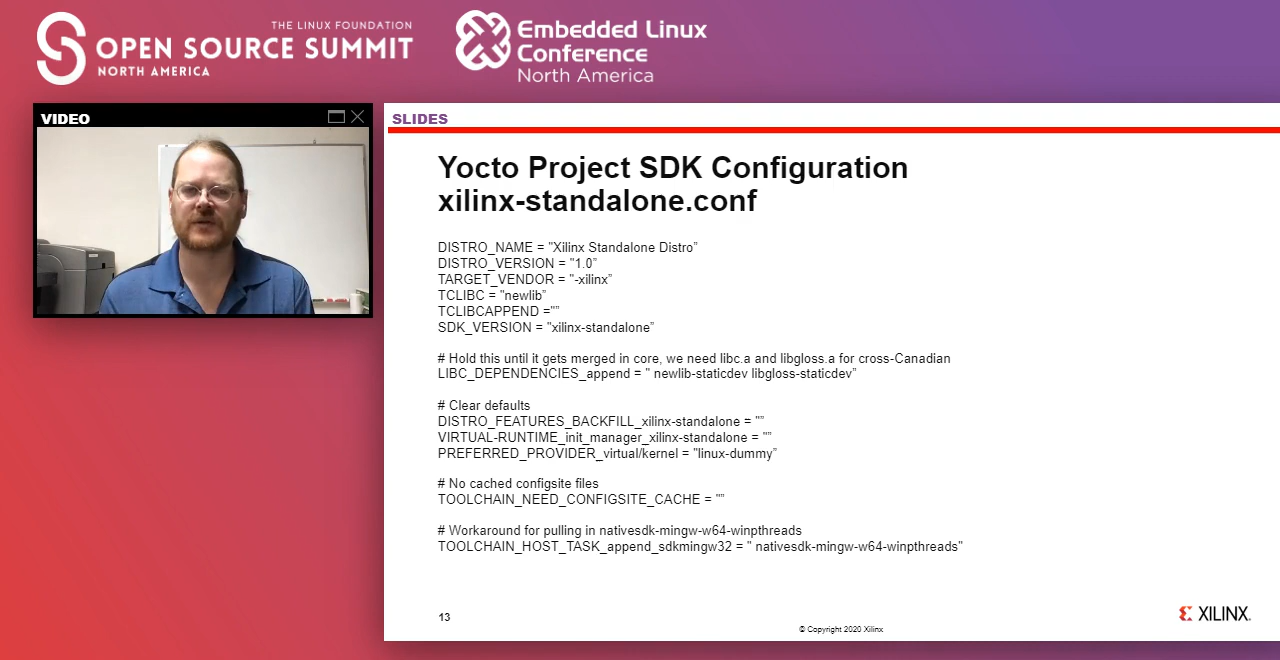 THE LINUX FOUNDATION
OPEN SOURCE SUMMIT
NORTH AMERICA
Embedded Linux
Conference
North America
VIDEO
SLIDES
Yocto Project SDK Configuration
xilinx-standalone.conf
DISTRO_NAME = "Xilinx Standalone Distro”
DISTRO_VERSION = "1.0”
TARGET_VENDOR = "-xilinx”
TCLIBC = "newlib”
TCLIBCAPPEND =""
SDK_VERSION = "xilinx-standalone”
# Hold this until it gets merged in core, we need libc.a and libgloss.a for cross-Canadian
LIBC_DEPENDENCIES_append = " newlib-staticdev libgloss-staticdev”
# Clear defaults
DISTRO_FEATURES_BACKFILL_xilinx-standalone = "”
VIRTUAL-RUNTIME_init_manager_xilinx-standalone = "”
PREFERRED_PROVIDER_virtual/kernel = "linux-dummy”
# No cached configsite files
TOOLCHAIN_NEED_CONFIGSITE_CACHE = "”
# Workaround for pulling in nativesdk-mingw-w64-winpthreads
TOOLCHAIN_HOST_TASK_append_sdkmingw32 = " nativesdk-mingw-w64-winpthreads"
13
© Copyright 2020 Xilinx
XILINX.